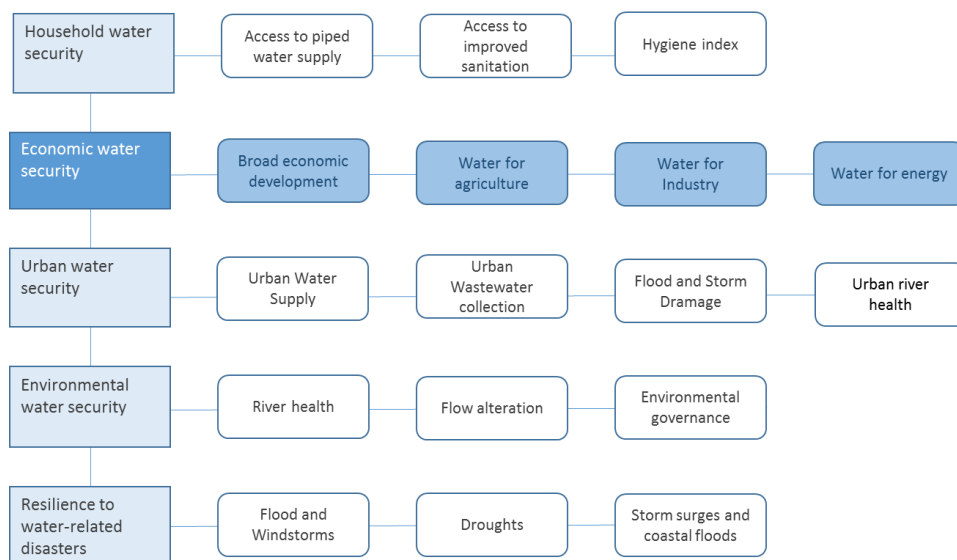 Household water
security
Access to piped
water supply
Access to
improved
sanitation
Hygiene index
Economic water
security
Broad economic
development
Water for
agriculture
Water for
Industry
Water for energy
Urban water
security
Urban Water
Supply
Urban
Wastewater
collection
Flood and Storm
Dramage
Urban river
health
Environmental
water security
River health
Flow alteration
Environmental
governance
Resilience to
water-related
disasters
Flood and
Windstorms
Droughts
Storm surges and
coastal floods